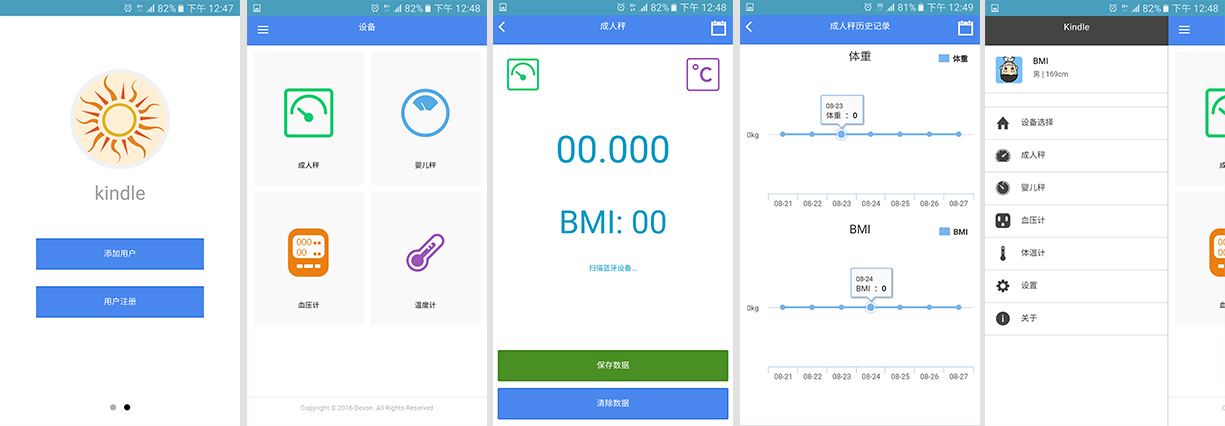 82% 下午 12:47
kindle
添加用户
用户注册
82% 下午 12:48
设备
成人秤
婴儿秤
000
00
血压计
温度计
Copyright © 2016 Devon. All Rights Reserved
82% 下午 12:48
成人秤
°C
00.000
BMI: 00
扫描蓝牙设备...
保存数据
清除数据
81% 下午 12:49
成人秤历史记录
体重
体重
08-23
体重 : 0
0kg
08-21 08-22 08-23 08-24 08-25 08-26 08-27
BMI
BMI
08-24
BMI : 0
0kg
08-21 08-22 08-23 08-24 08-25 08-26 08-27
82% 下午 12:48
Kindle
BMI
男 | 169cm
设备选择
成人秤
婴儿秤
血压计
体温计
设置
关于